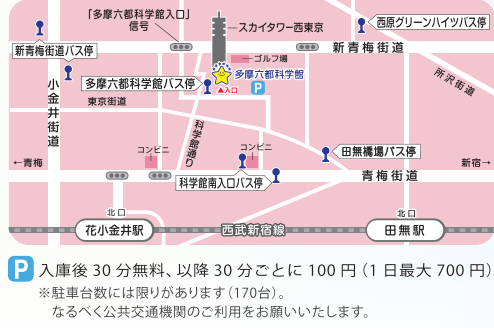 「多摩六都科学館入口」
信号
スカイタワー西東京
西原グリーンハイツバス停
新青梅街道バス停
新青梅街道
ゴルフ場
多摩六都科学館
所沢街道
多摩六都科学館バス停
▲入口
P
小金井街道
東京街道
科学館通り
コンビニ
コンビニ
田無橋場バス停
←青梅
新宿→
科学館南入口バス停
青梅街道
北口
北口
花小金井駅
西武新宿線
田無駅
P 入庫後30分無料、以降30分ごとに100円(1日最大700円)
※駐車台数には限りがあります(170台)。
なるべく公共交通機関のご利用をお願いいたします。